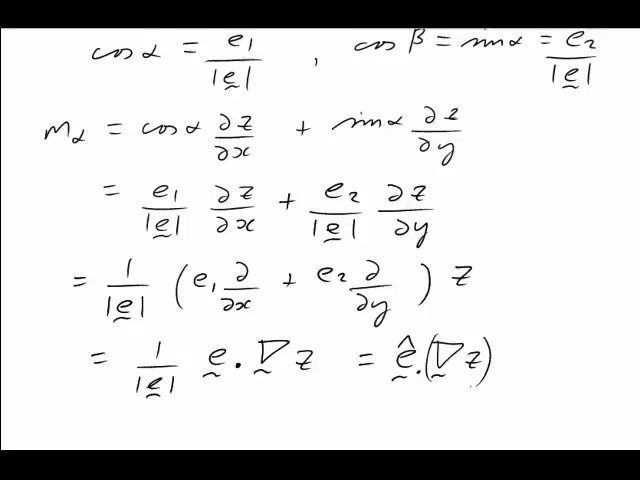 cos α = e₁/|ḛ| , cos β = sin α = e₂/|ḛ|
m_α = cos α ∂z/∂x + sin α ∂z/∂y
= e₁/|ḛ| ∂z/∂x + e₂/|ḛ| ∂z/∂y
= 1/|ḛ| (e₁ ∂/∂x + e₂ ∂/∂y) z
= 1/|ḛ| ḛ . ∇̰ z = ḛ̂ . (∇̰ z)